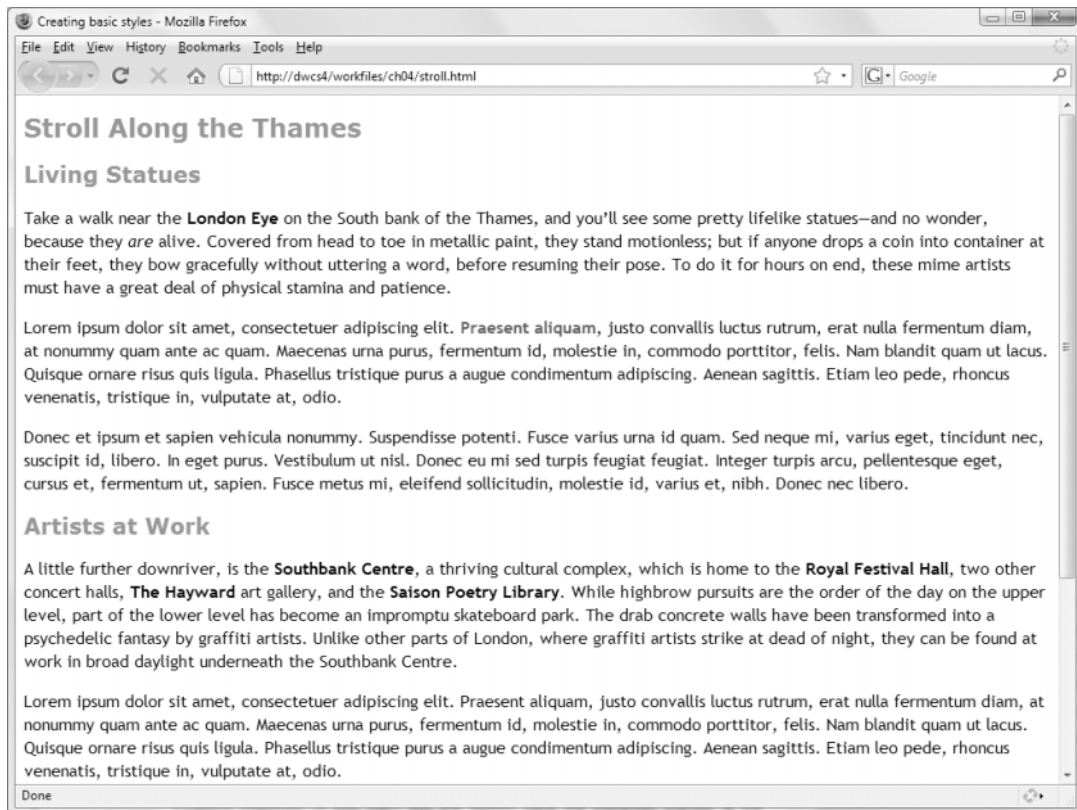 Creating basic styles - Mozilla Firefox
File Edit View History Bookmarks Tools Help
http://dwcs4/workfiles/ch04/stroll.html
G Google
Stroll Along the Thames
Living Statues
Take a walk near the London Eye on the South bank of the Thames, and you’ll see some pretty lifelike statues—and no wonder,
because they are alive. Covered from head to toe in metallic paint, they stand motionless; but if anyone drops a coin into container at
their feet, they bow gracefully without uttering a word, before resuming their pose. To do it for hours on end, these mime artists
must have a great deal of physical stamina and patience.
Lorem ipsum dolor sit amet, consectetuer adipiscing elit. Praesent aliquam, justo convallis luctus rutrum, erat nulla fermentum diam,
at nonummy quam ante ac quam. Maecenas urna purus, fermentum id, molestie in, commodo porttitor, felis. Nam blandit quam ut lacus.
Quisque ornare risus quis ligula. Phasellus tristique purus a augue condimentum adipiscing. Aenean sagittis. Etiam leo pede, rhoncus
venenatis, tristique in, vulputate at, odio.
Donec et ipsum et sapien vehicula nonummy. Suspendisse potenti. Fusce varius urna id quam. Sed neque mi, varius eget, tincidunt nec,
suscipit id, libero. In eget purus. Vestibulum ut nisl. Donec eu mi sed turpis feugiat feugiat. Integer turpis arcu, pellentesque eget,
cursus et, fermentum ut, sapien. Fusce metus mi, eleifend sollicitudin, molestie id, varius et, nibh. Donec nec libero.
Artists at Work
A little further downriver, is the Southbank Centre, a thriving cultural complex, which is home to the Royal Festival Hall, two other
concert halls, The Hayward art gallery, and the Saison Poetry Library. While highbrow pursuits are the order of the day on the upper
level, part of the lower level has become an impromptu skateboard park. The drab concrete walls have been transformed into a
psychedelic fantasy by graffiti artists. Unlike other parts of London, where graffiti artists strike at dead of night, they can be found at
work in broad daylight underneath the Southbank Centre.
Lorem ipsum dolor sit amet, consectetuer adipiscing elit. Praesent aliquam, justo convallis luctus rutrum, erat nulla fermentum diam, at
nonummy quam ante ac quam. Maecenas urna purus, fermentum id, molestie in, commodo porttitor, felis. Nam blandit quam ut lacus.
Quisque ornare risus quis ligula. Phasellus tristique purus a augue condimentum adipiscing. Aenean sagittis. Etiam leo pede, rhoncus
venenatis, tristique in, vulputate at, odio.
Done